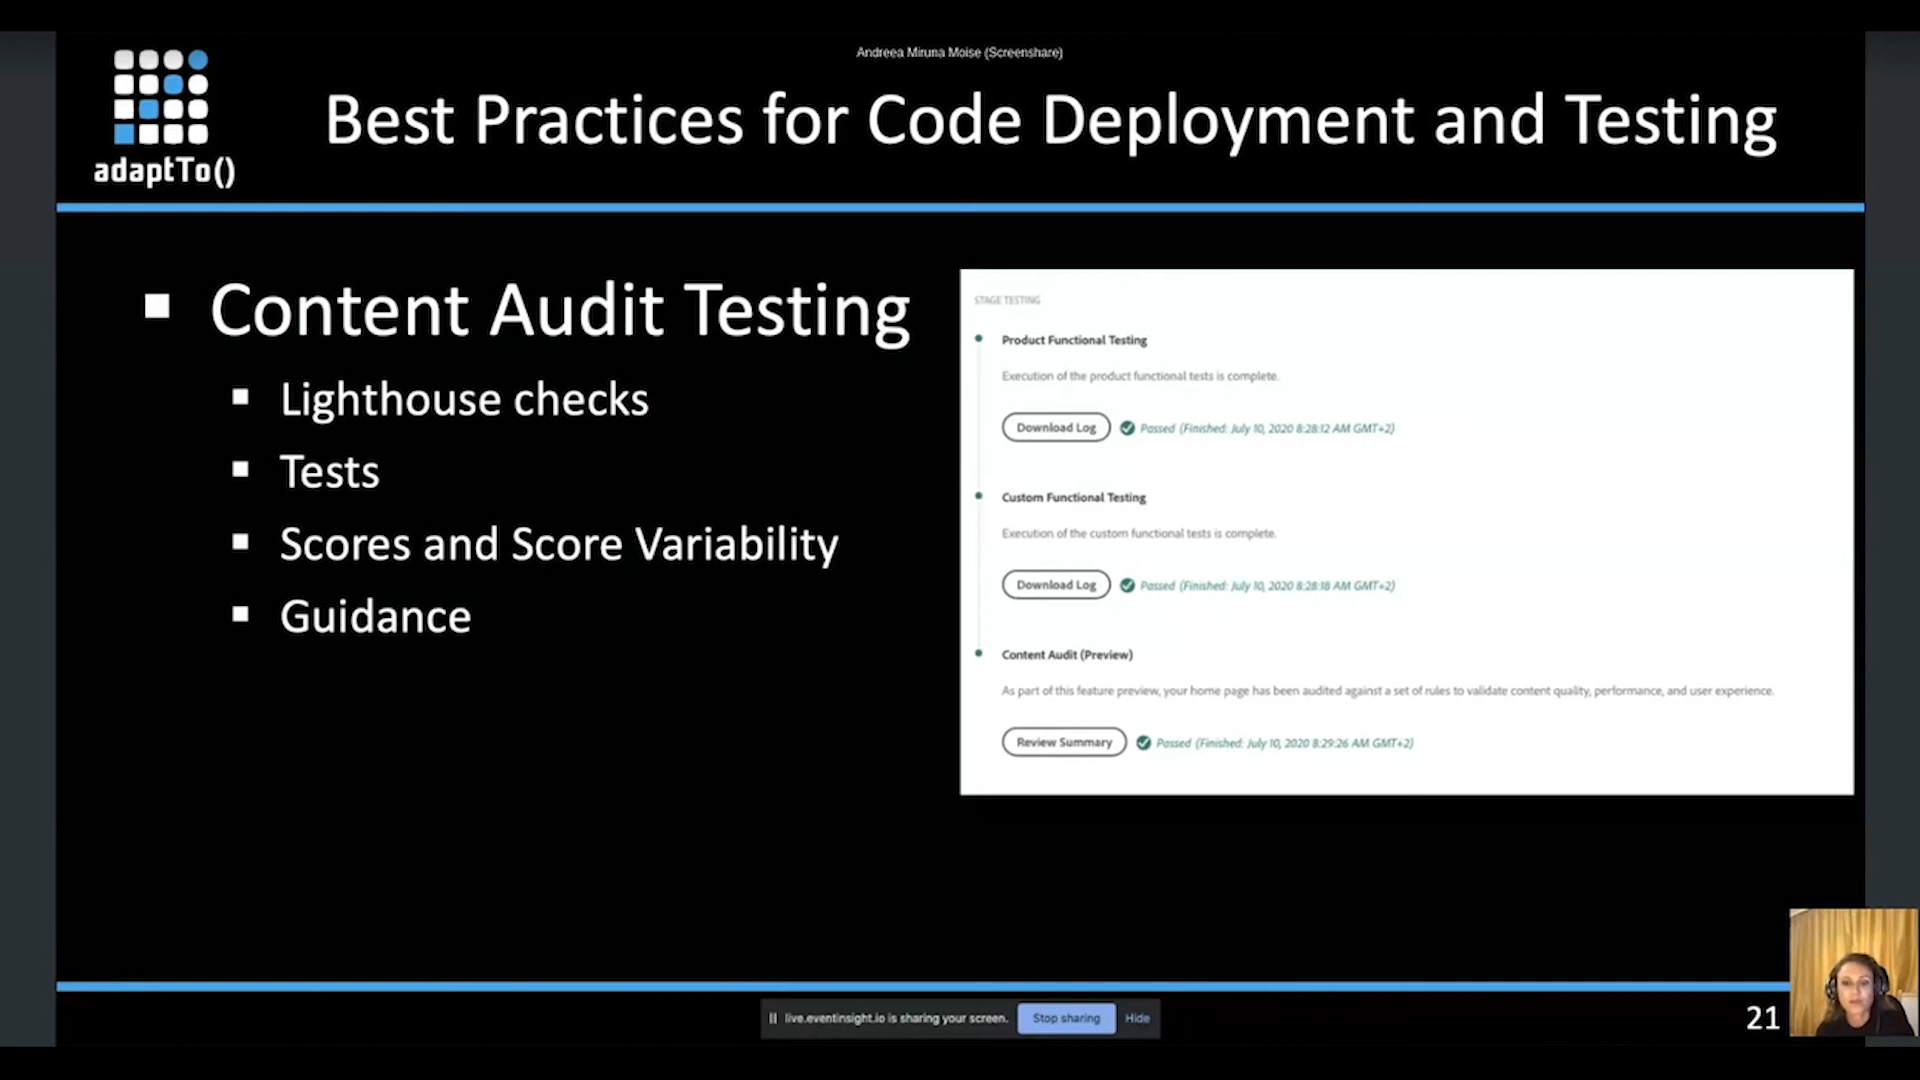 Andreea Miruna Moise (Screenshare)
adaptTo()
Best Practices for Code Deployment and Testing
Content Audit Testing
Lighthouse checks
Tests
Scores and Score Variability
Guidance
STAGE TESTING
Product Functional Testing
Execution of the product functional tests is complete.
Download Log Passed (Finished: July 10, 2020 8:28:12 AM GMT+2)
Custom Functional Testing
Execution of the custom functional tests is complete.
Download Log Passed (Finished: July 10, 2020 8:28:18 AM GMT+2)
Content Audit (Preview)
As part of this feature preview, your home page has been audited against a set of rules to validate content quality, performance, and user experience.
Review Summary Passed (Finished: July 10, 2020 8:29:26 AM GMT+2)
live.eventinsight.io is sharing your screen. Stop sharing Hide
21